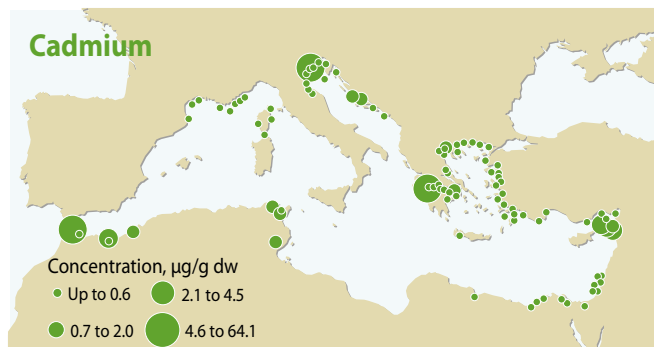 Cadmium
Concentration, µg/g dw
Up to 0.6
2.1 to 4.5
0.7 to 2.0
4.6 to 64.1